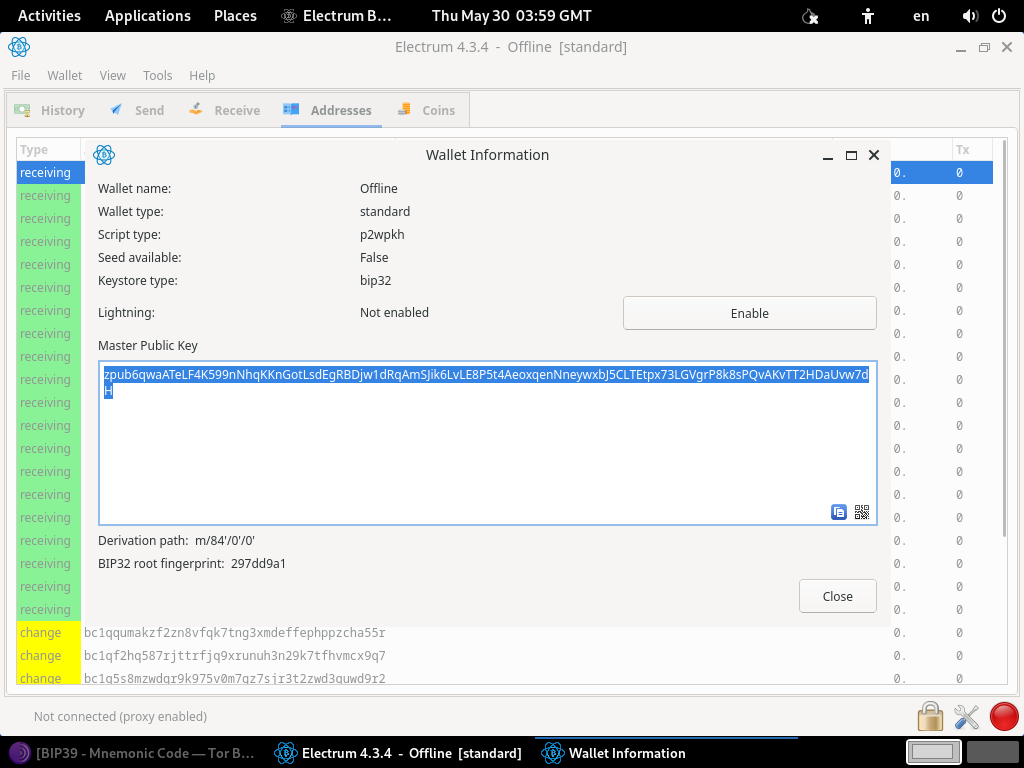 Activities Applications Places Electrum B... Thu May 30 03:59 GMT en
Electrum 4.3.4 - Offline [standard]
File Wallet View Tools Help
History Send Receive Addresses Coins
Type Tx
Wallet Information
receiving 0. 0
Wallet name: Offline
receiving 0. 0
Wallet type: standard
receiving 0. 0
Script type: p2wpkh
receiving 0. 0
Seed available: False
receiving 0. 0
Keystore type: bip32
receiving 0. 0
Lightning: Not enabled Enable
receiving 0. 0
receiving 0. 0
Master Public Key
receiving 0. 0
zpub6qwaATeLF4K599nNhqKKnGotLsdEgRBDjw1dRqAmSJik6LvLE8P5t4AeoxqenNneywxbJ5CLTEtpx73LGVgrP8k8sPQvAKvTT2HDaUvw7d
H
receiving 0. 0
receiving 0. 0
receiving 0. 0
receiving 0. 0
receiving 0. 0
receiving 0. 0
receiving 0. 0
receiving 0. 0
Derivation path: m/84'/0'/0'
receiving 0. 0
BIP32 root fingerprint: 297dd9a1
receiving 0. 0
Close
receiving 0. 0
change bc1qqumakzf2zn8vfqk7tng3xmdeffephppzcha55r 0. 0
change bc1qf2hq587rjttrfjq9xrunuh3n29k7tfhvmcx9q7 0. 0
change bc1q5s8mzwdqr9k975v0m7gz7sjr3t2zwd3guwd9r2 0. 0
Not connected (proxy enabled)
[BIP39 - Mnemonic Code — Tor B... Electrum 4.3.4 - Offline [standard] Wallet Information